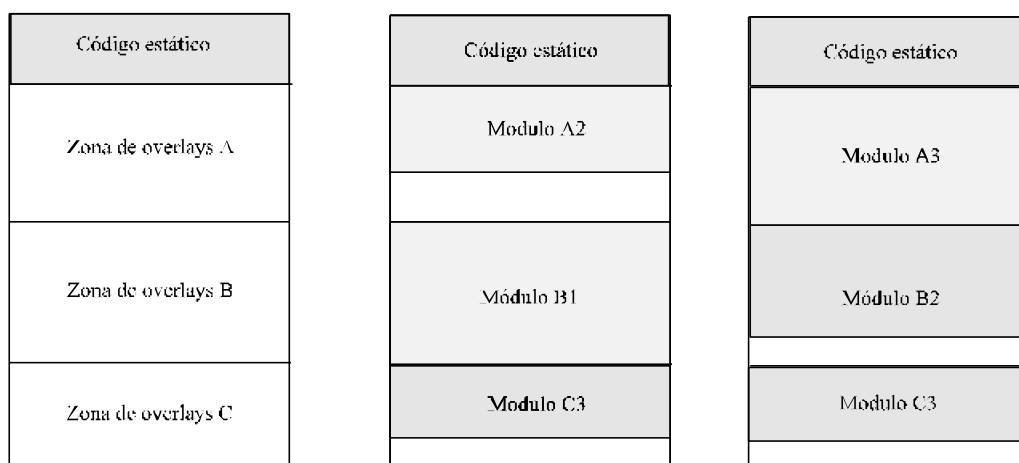 Código estático
Zona de overlays A
Zona de overlays B
Zona de overlays C
Código estático
Modulo A2
Módulo B1
Modulo C3
Código estático
Modulo A3
Módulo B2
Modulo C3